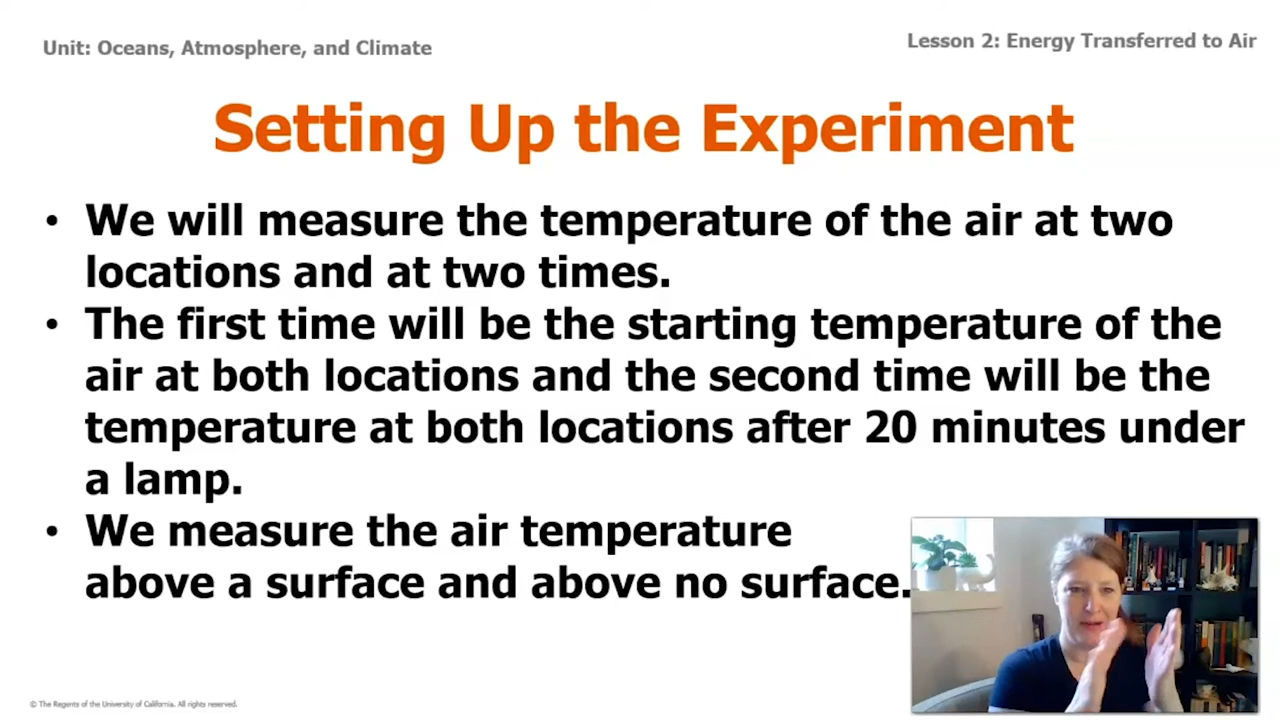 Unit: Oceans, Atmosphere, and Climate
Lesson 2: Energy Transferred to Air
Setting Up the Experiment
• We will measure the temperature of the air at two
locations and at two times.
• The first time will be the starting temperature of the
air at both locations and the second time will be the
temperature at both locations after 20 minutes under
a lamp.
• We measure the air temperature
above a surface and above no surface.
© The Regents of the University of California. All rights reserved.